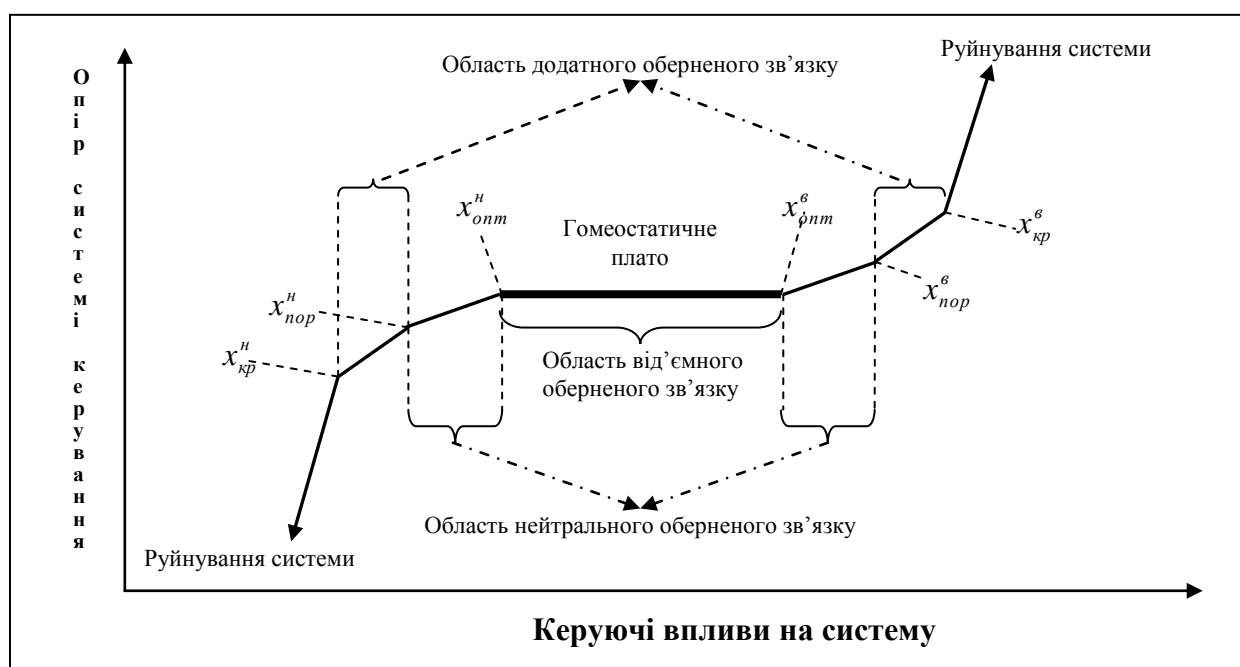 Руйнування системи
Область додатного оберненого зв’язку
Опір системі керування
x^н_опт
x^в_опт
Гомеостатичне
плато
x^в_кр
x^в_пор
x^н_пор
x^н_кр
Область від’ємного
оберненого зв’язку
Область нейтрального оберненого зв’язку
Руйнування системи
Керуючі впливи на систему